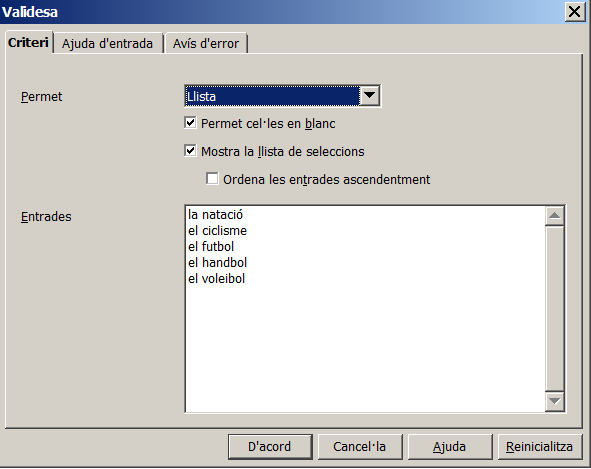 Validesa
Criteri
Ajuda d'entrada
Avís d'error
Permet
Llista
Permet cel·les en blanc
Mostra la llista de seleccions
Ordena les entrades ascendentment
Entrades
la natació
el ciclisme
el futbol
el handbol
el voleibol
D'acord
Cancel·la
Ajuda
Reinicialitza